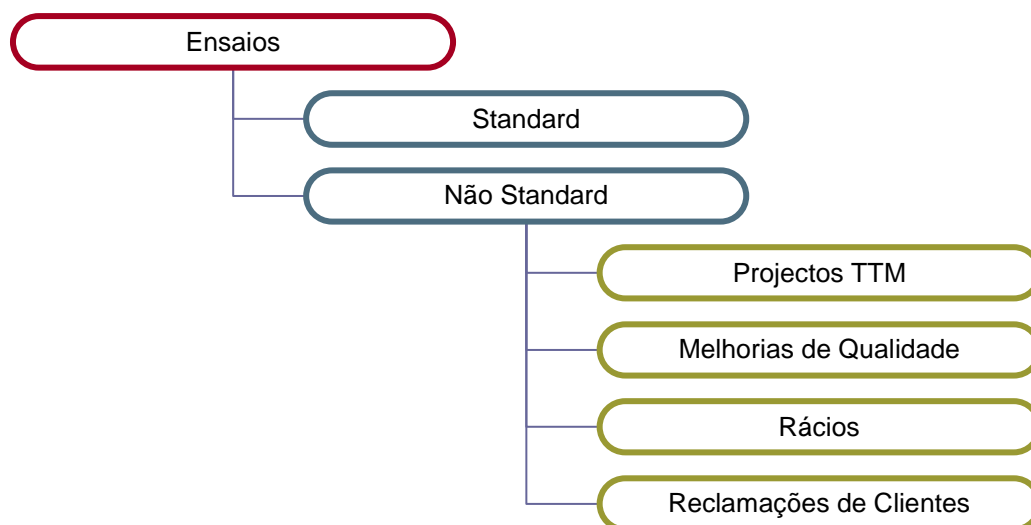 Ensaios
Standard
Não Standard
Projectos TTM
Melhorias de Qualidade
Rácios
Reclamações de Clientes